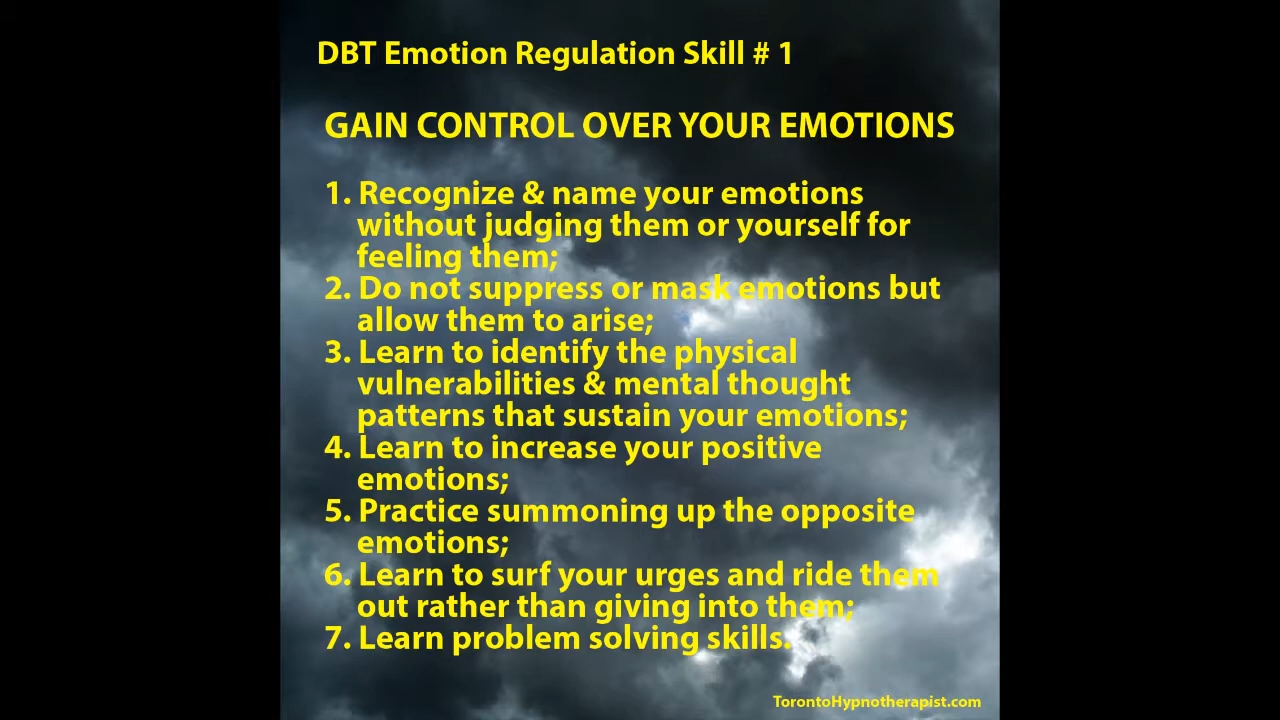 DBT Emotion Regulation Skill # 1
GAIN CONTROL OVER YOUR EMOTIONS
1. Recognize & name your emotions
without judging them or yourself for
feeling them;
2. Do not suppress or mask emotions but
allow them to arise;
3. Learn to identify the physical
vulnerabilities & mental thought
patterns that sustain your emotions;
4. Learn to increase your positive
emotions;
5. Practice summoning up the opposite
emotions;
6. Learn to surf your urges and ride them
out rather than giving into them;
7. Learn problem solving skills.
TorontoHypnotherapist.com